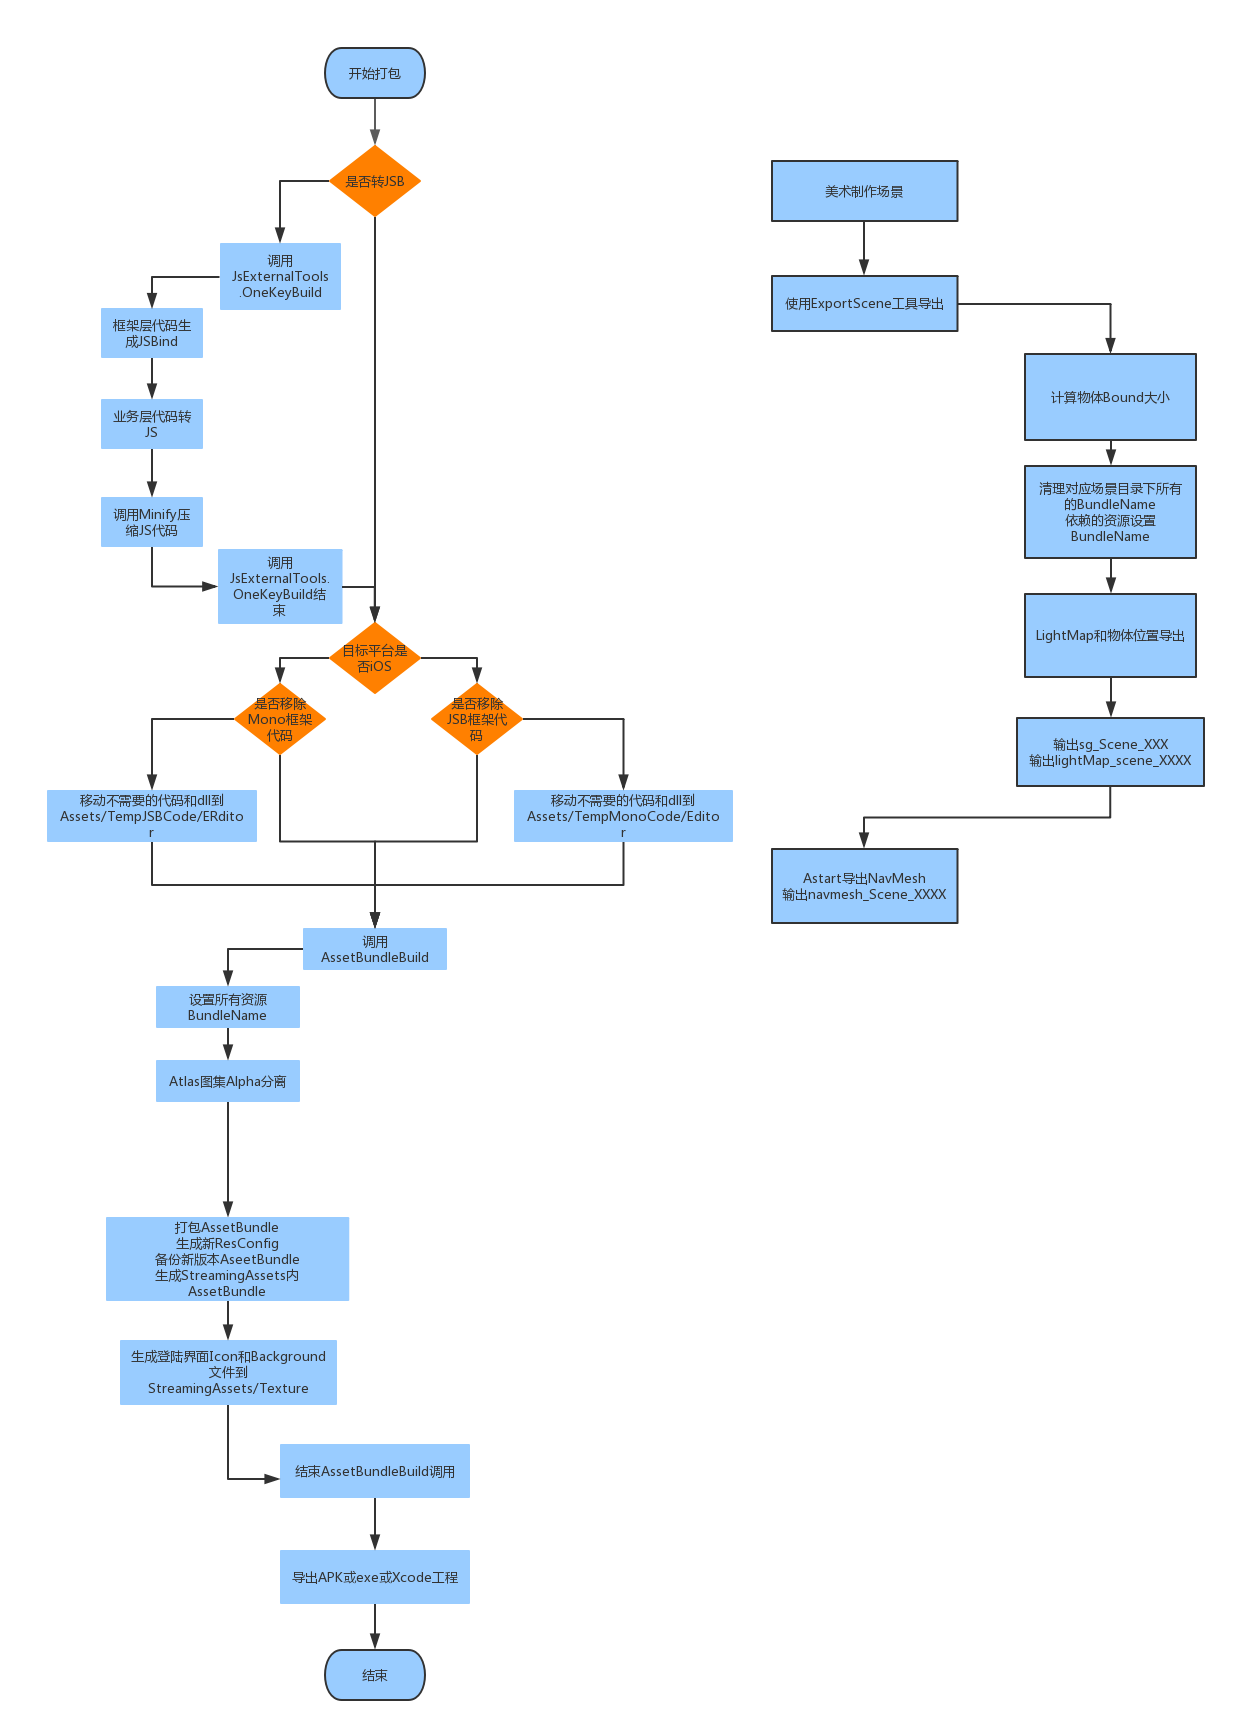 开始打包
是否转JSB
调用
JsExternalTools
.OneKeyBuild
框架层代码生
成JSBind
业务层代码转
JS
调用Minify压
缩JS代码
调用
JsExternalTools.
OneKeyBuild结
束
目标平台是
否iOS
是否移除
Mono框架
代码
是否移除
JSB框架代
码
移动不需要的代码和dll到
Assets/TempJSBCode/ERdito
r
移动不需要的代码和dll到
Assets/TempMonoCode/Edito
r
调用
AssetBundleBuild
设置所有资源
BundleName
Atlas图集Alpha分离
打包AssetBundle
生成新ResConfig
备份新版本AseetBundle
生成StreamingAssets内
AssetBundle
生成登陆界面Icon和Background
文件到
StreamingAssets/Texture
结束AssetBundleBuild调用
导出APK或exe或Xcode工程
结束
美术制作场景
使用ExportScene工具导出
计算物体Bound大小
清理对应场景目录下所有
的BundleName
依赖的资源设置
BundleName
LightMap和物体位置导出
输出sg_Scene_XXX
输出lightMap_scene_XXXX
Astart导出NavMesh
输出navmesh_Scene_XXXX